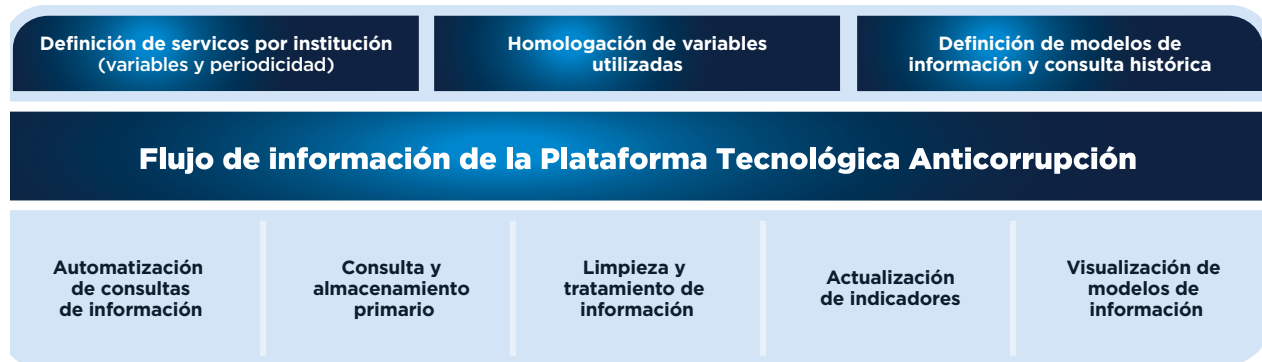 Definición de servicos por institución
(variables y periodicidad)
Homologación de variables
utilizadas
Definición de modelos de
información y consulta histórica
Flujo de información de la Plataforma Tecnológica Anticorrupción
Automatización
de consultas
de información
Consulta y
almacenamiento
primario
Limpieza y
tratamiento de
información
Actualización
de indicadores
Visualización de
modelos de
información